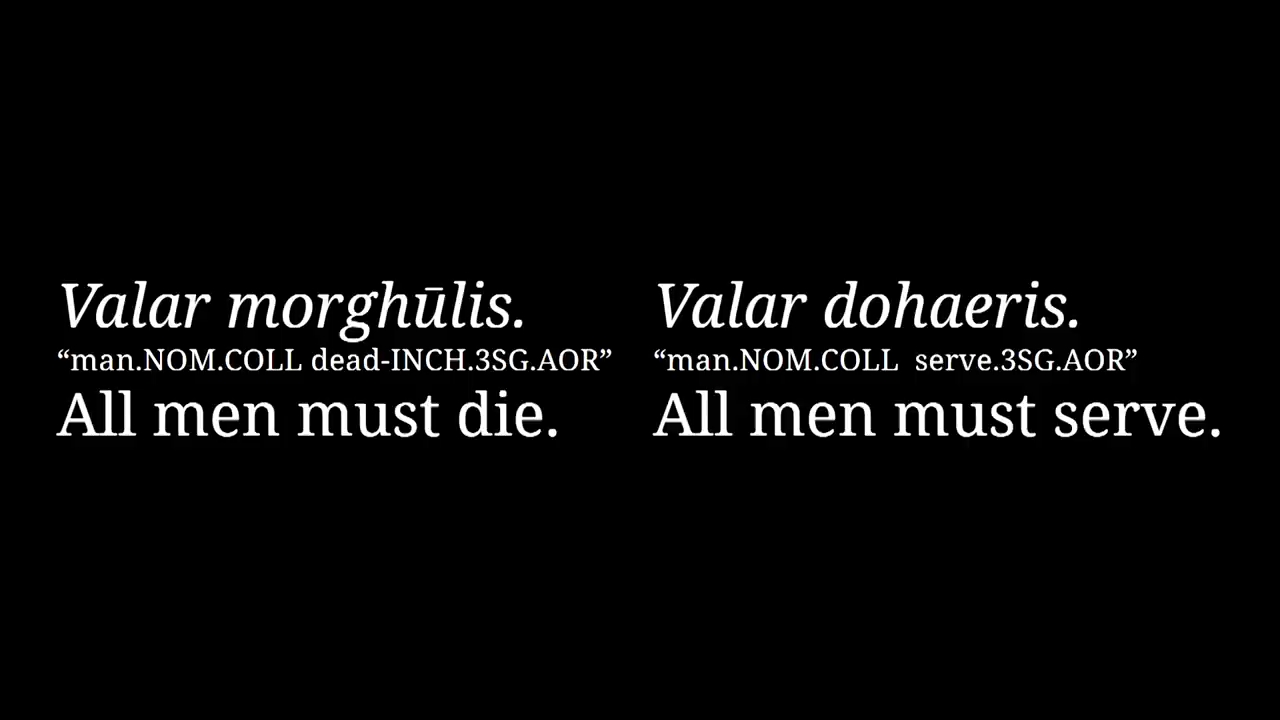 Valar morghūlis.
“man.NOM.COLL dead-INCH.3SG.AOR”
All men must die.
Valar dohaeris.
“man.NOM.COLL serve.3SG.AOR”
All men must serve.